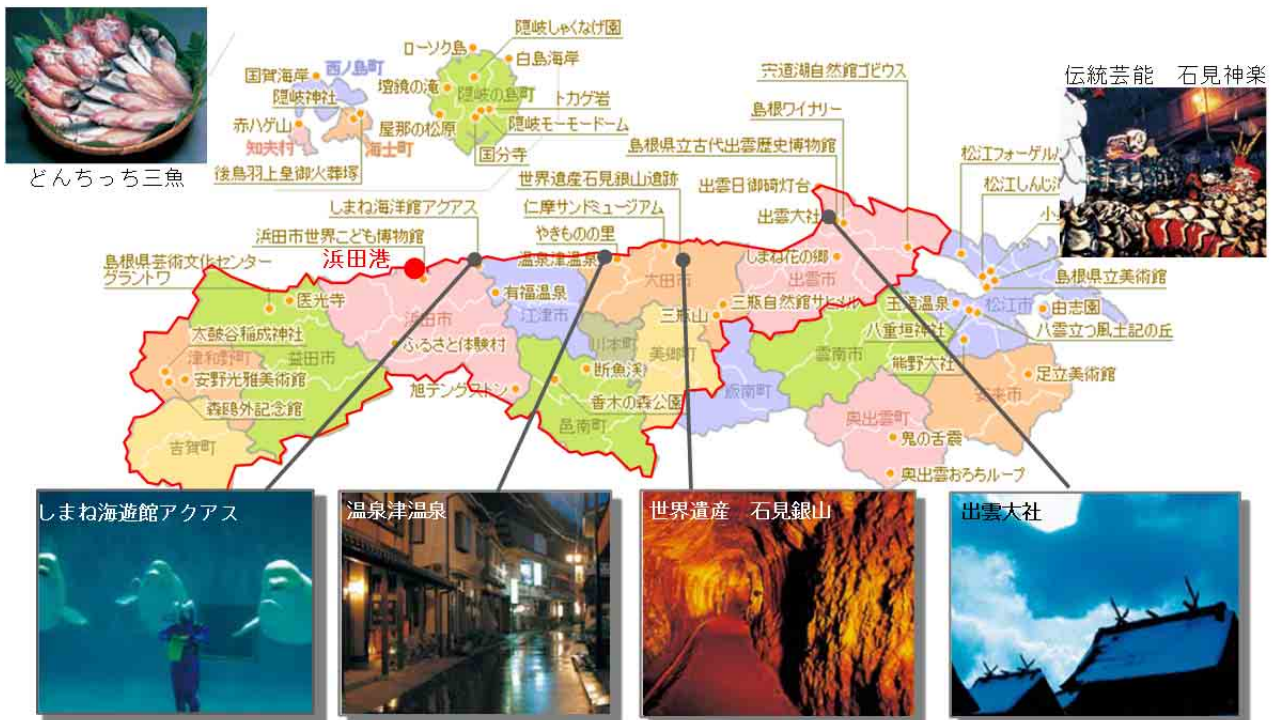 どんちっち三魚
伝統芸能　石見神楽
ローソク島
隠岐しゃくなげ園
白島海岸
国賀海岸
西ノ島町
壇鏡の滝
隠岐の島町
トカゲ岩
隠岐神社
屋那の松原
隠岐モーモードーム
赤ハゲ山
知夫村
海士町
国分寺
後鳥羽上皇御火葬塚
宍道湖自然館ゴビウス
島根ワイナリー
島根県立古代出雲歴史博物館
松江フォーゲル
世界遺産石見銀山遺跡
出雲日御碕灯台
松江しんじ
しまね海洋館アクアス
仁摩サンドミュージアム
出雲大社
浜田市世界こども博物館
やきものの里
島根県芸術文化センター
グラントワ
浜田港
温泉津温泉
しまね花の郷
大田市
出雲市
島根県立美術館
医光寺
有福温泉
三瓶自然館サヒメル
玉造温泉
松江市
由志園
浜田市
江津市
三瓶山
八重垣神社
八雲立つ風土記の丘
太鼓谷稲成神社
ふるさと体験村
川本町
美郷町
雲南市
熊野大社
津和野町
益田市
断魚渓
足立美術館
安野光雅美術館
旭テングストン
飯南町
安来市
森鴎外記念館
香木の森公園
奥出雲町
吉賀町
邑南町
鬼の舌震
奥出雲おろちループ
しまね海遊館アクアス
温泉津温泉
世界遺産　石見銀山
出雲大社